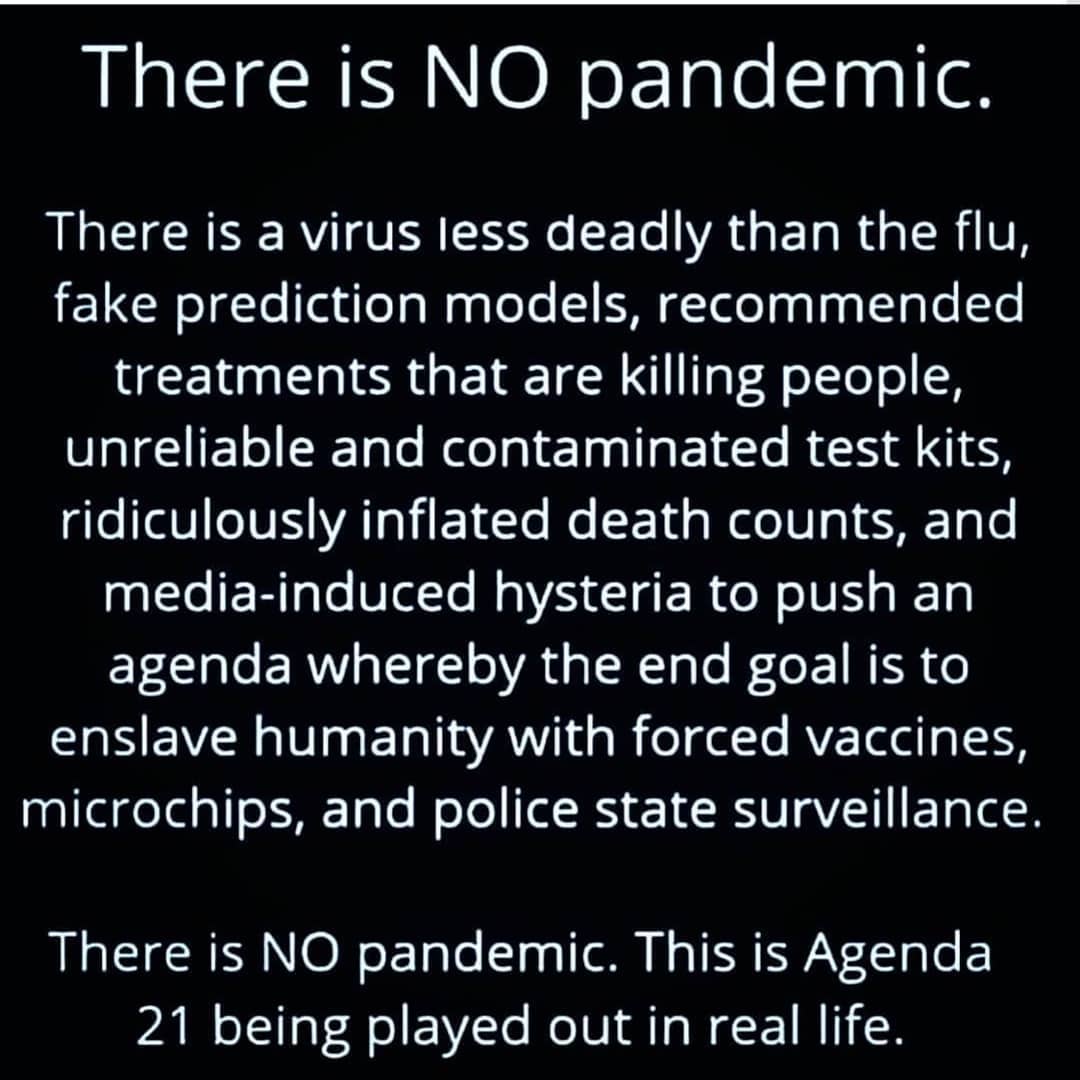 There is NO pandemic.
There is a virus less deadly than the flu,
fake prediction models, recommended
treatments that are killing people,
unreliable and contaminated test kits,
ridiculously inflated death counts, and
media-induced hysteria to push an
agenda whereby the end goal is to
enslave humanity with forced vaccines,
microchips, and police state surveillance.
There is NO pandemic. This is Agenda
21 being played out in real life.